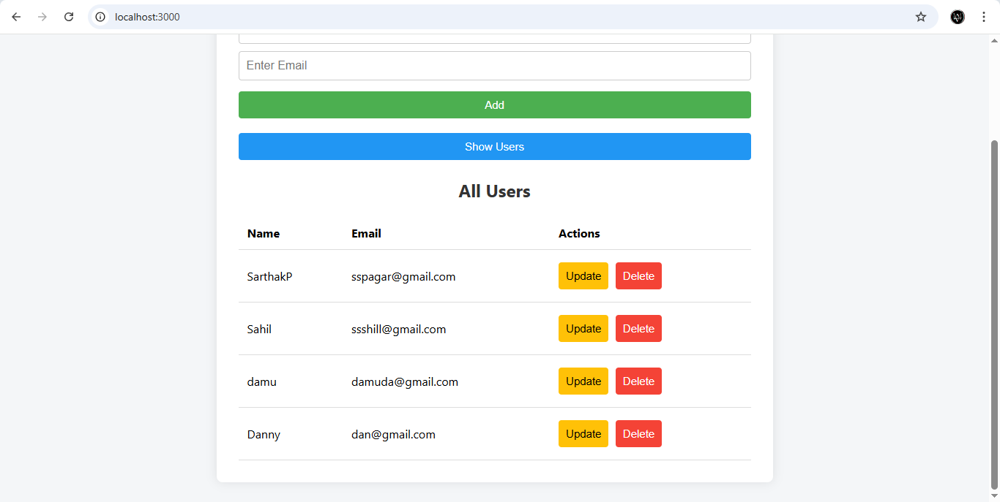 localhost:3000
Enter Email
Add
Show Users
All Users
Name Email Actions
SarthakP sspagar@gmail.com Update Delete
Sahil ssshill@gmail.com Update Delete
damu damuda@gmail.com Update Delete
Danny dan@gmail.com Update Delete